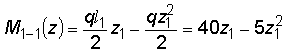 M₁₋₁(z) = ql₁/2 z₁ − qz₁²/2 = 40z₁ − 5z₁²